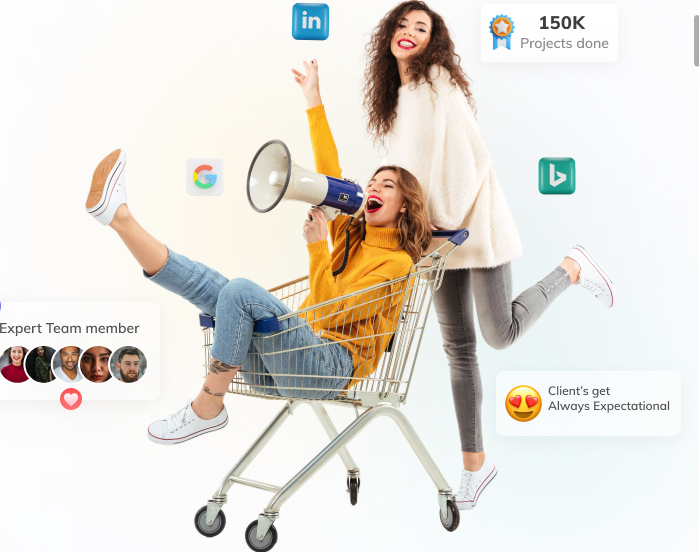 in
150K
Projects done
G
b
Expert Team member
Client's get
Always Expectational